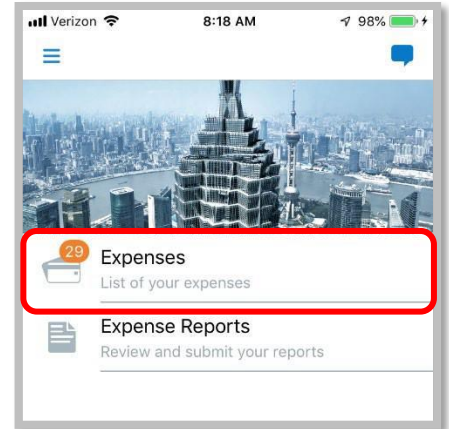 Verizon 8:18 AM 98%
29
Expenses
List of your expenses
Expense Reports
Review and submit your reports